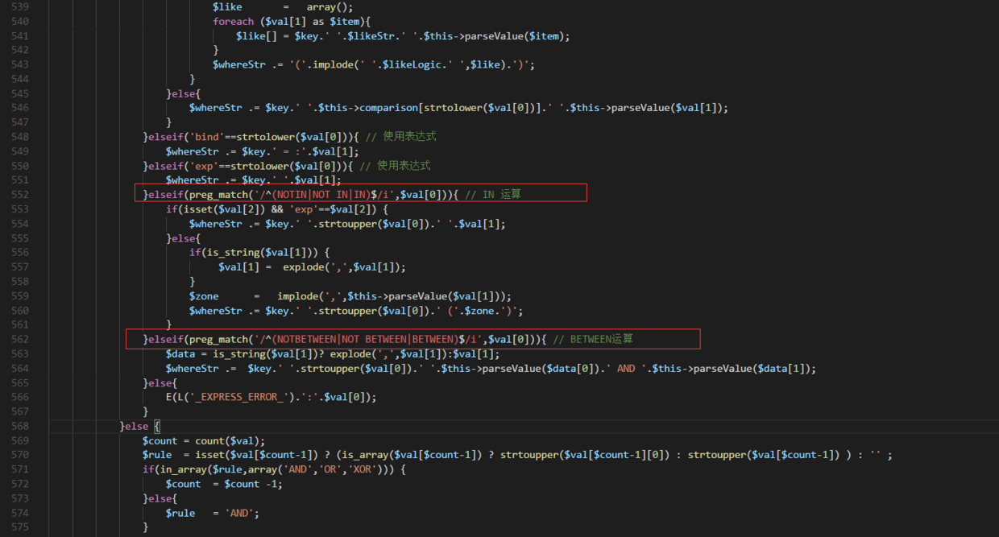 539 $like       =   array();
540 foreach ($val[1] as $item){
541 $like[] = $key.' '.$likeStr.' '.$this->parseValue($item);
542 }
543 $whereStr .= '('.implode(' '.$likeLogic.' ',$like).')';
544 }
545 }else{
546 $whereStr .= $key.' '.$this->comparison[strtolower($val[0])].' '.$this->parseValue($val[1]);
547 }
548 }elseif('bind'==strtolower($val[0])){ // 使用表达式
549 $whereStr .= $key.' = :'.$val[1];
550 }elseif('exp'==strtolower($val[0])){ // 使用表达式
551 $whereStr .= $key.' '.$val[1];
552 }elseif(preg_match('/^(NOTIN|NOT IN|IN)$/i',$val[0])){ // IN 运算
553 if(isset($val[2]) && 'exp'==$val[2]) {
554 $whereStr .= $key.' '.strtoupper($val[0]).' '.$val[1];
555 }else{
556 if(is_string($val[1])) {
557 $val[1] =  explode(',',$val[1]);
558 }
559 $zone      =   implode(',',$this->parseValue($val[1]));
560 $whereStr .= $key.' '.strtoupper($val[0]).' ('.$zone.')';
561 }
562 }elseif(preg_match('/^(NOTBETWEEN|NOT BETWEEN|BETWEEN)$/i',$val[0])){ // BETWEEN运算
563 $data = is_string($val[1])? explode(',',$val[1]):$val[1];
564 $whereStr .=  $key.' '.strtoupper($val[0]).' '.$this->parseValue($data[0]).' AND '.$this->parseValue($data[1]);
565 }else{
566 E(L('_EXPRESS_ERROR_').':'.$val[0]);
567 }
568 }else {
569 $count = count($val);
570 $rule  = isset($val[$count-1]) ? (is_array($val[$count-1]) ? strtoupper($val[$count-1][0]) : strtoupper($val[$count-1]) ) : '' ;
571 if(in_array($rule,array('AND','OR','XOR'))) {
572 $count  = $count -1;
573 }else{
574 $rule   = 'AND';
575 }